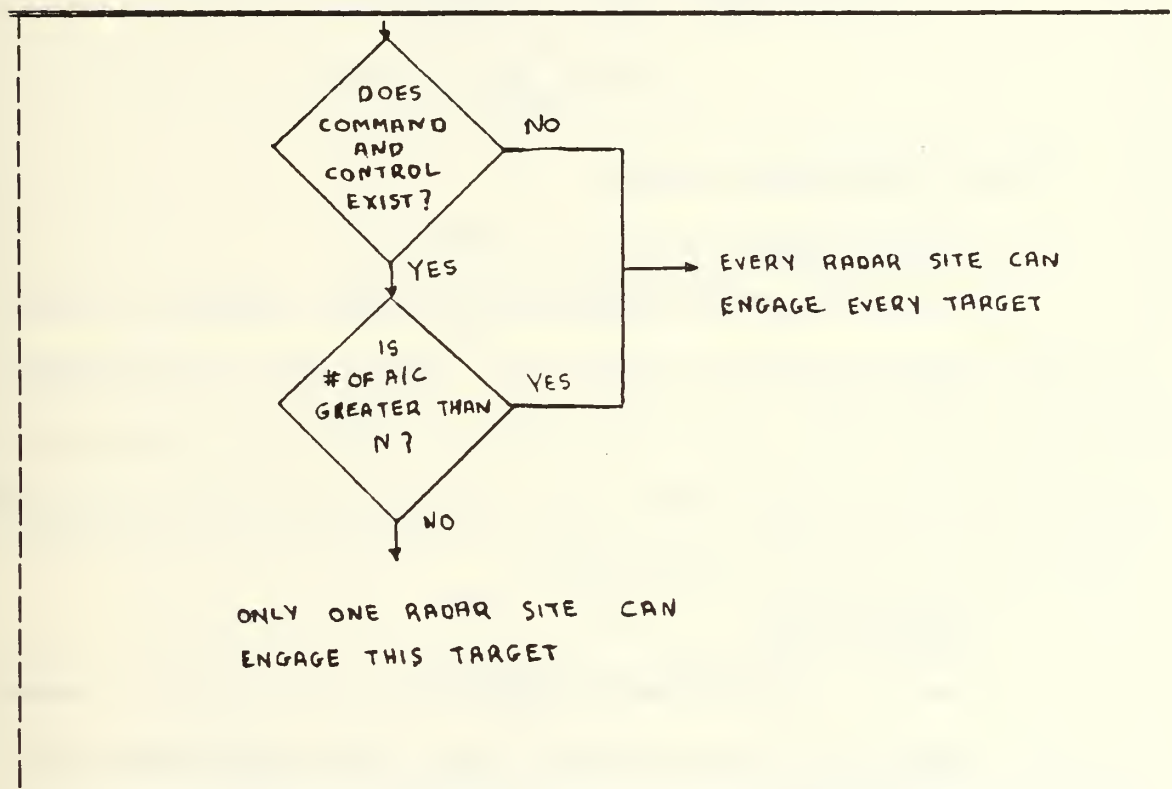 DOES
COMMAND
AND
CONTROL
EXIST?
NO
YES
EVERY RADAR SITE CAN
ENGAGE EVERY TARGET
IS
# OF A/C
GREATER THAN
N?
YES
NO
ONLY ONE RADAR SITE CAN
ENGAGE THIS TARGET